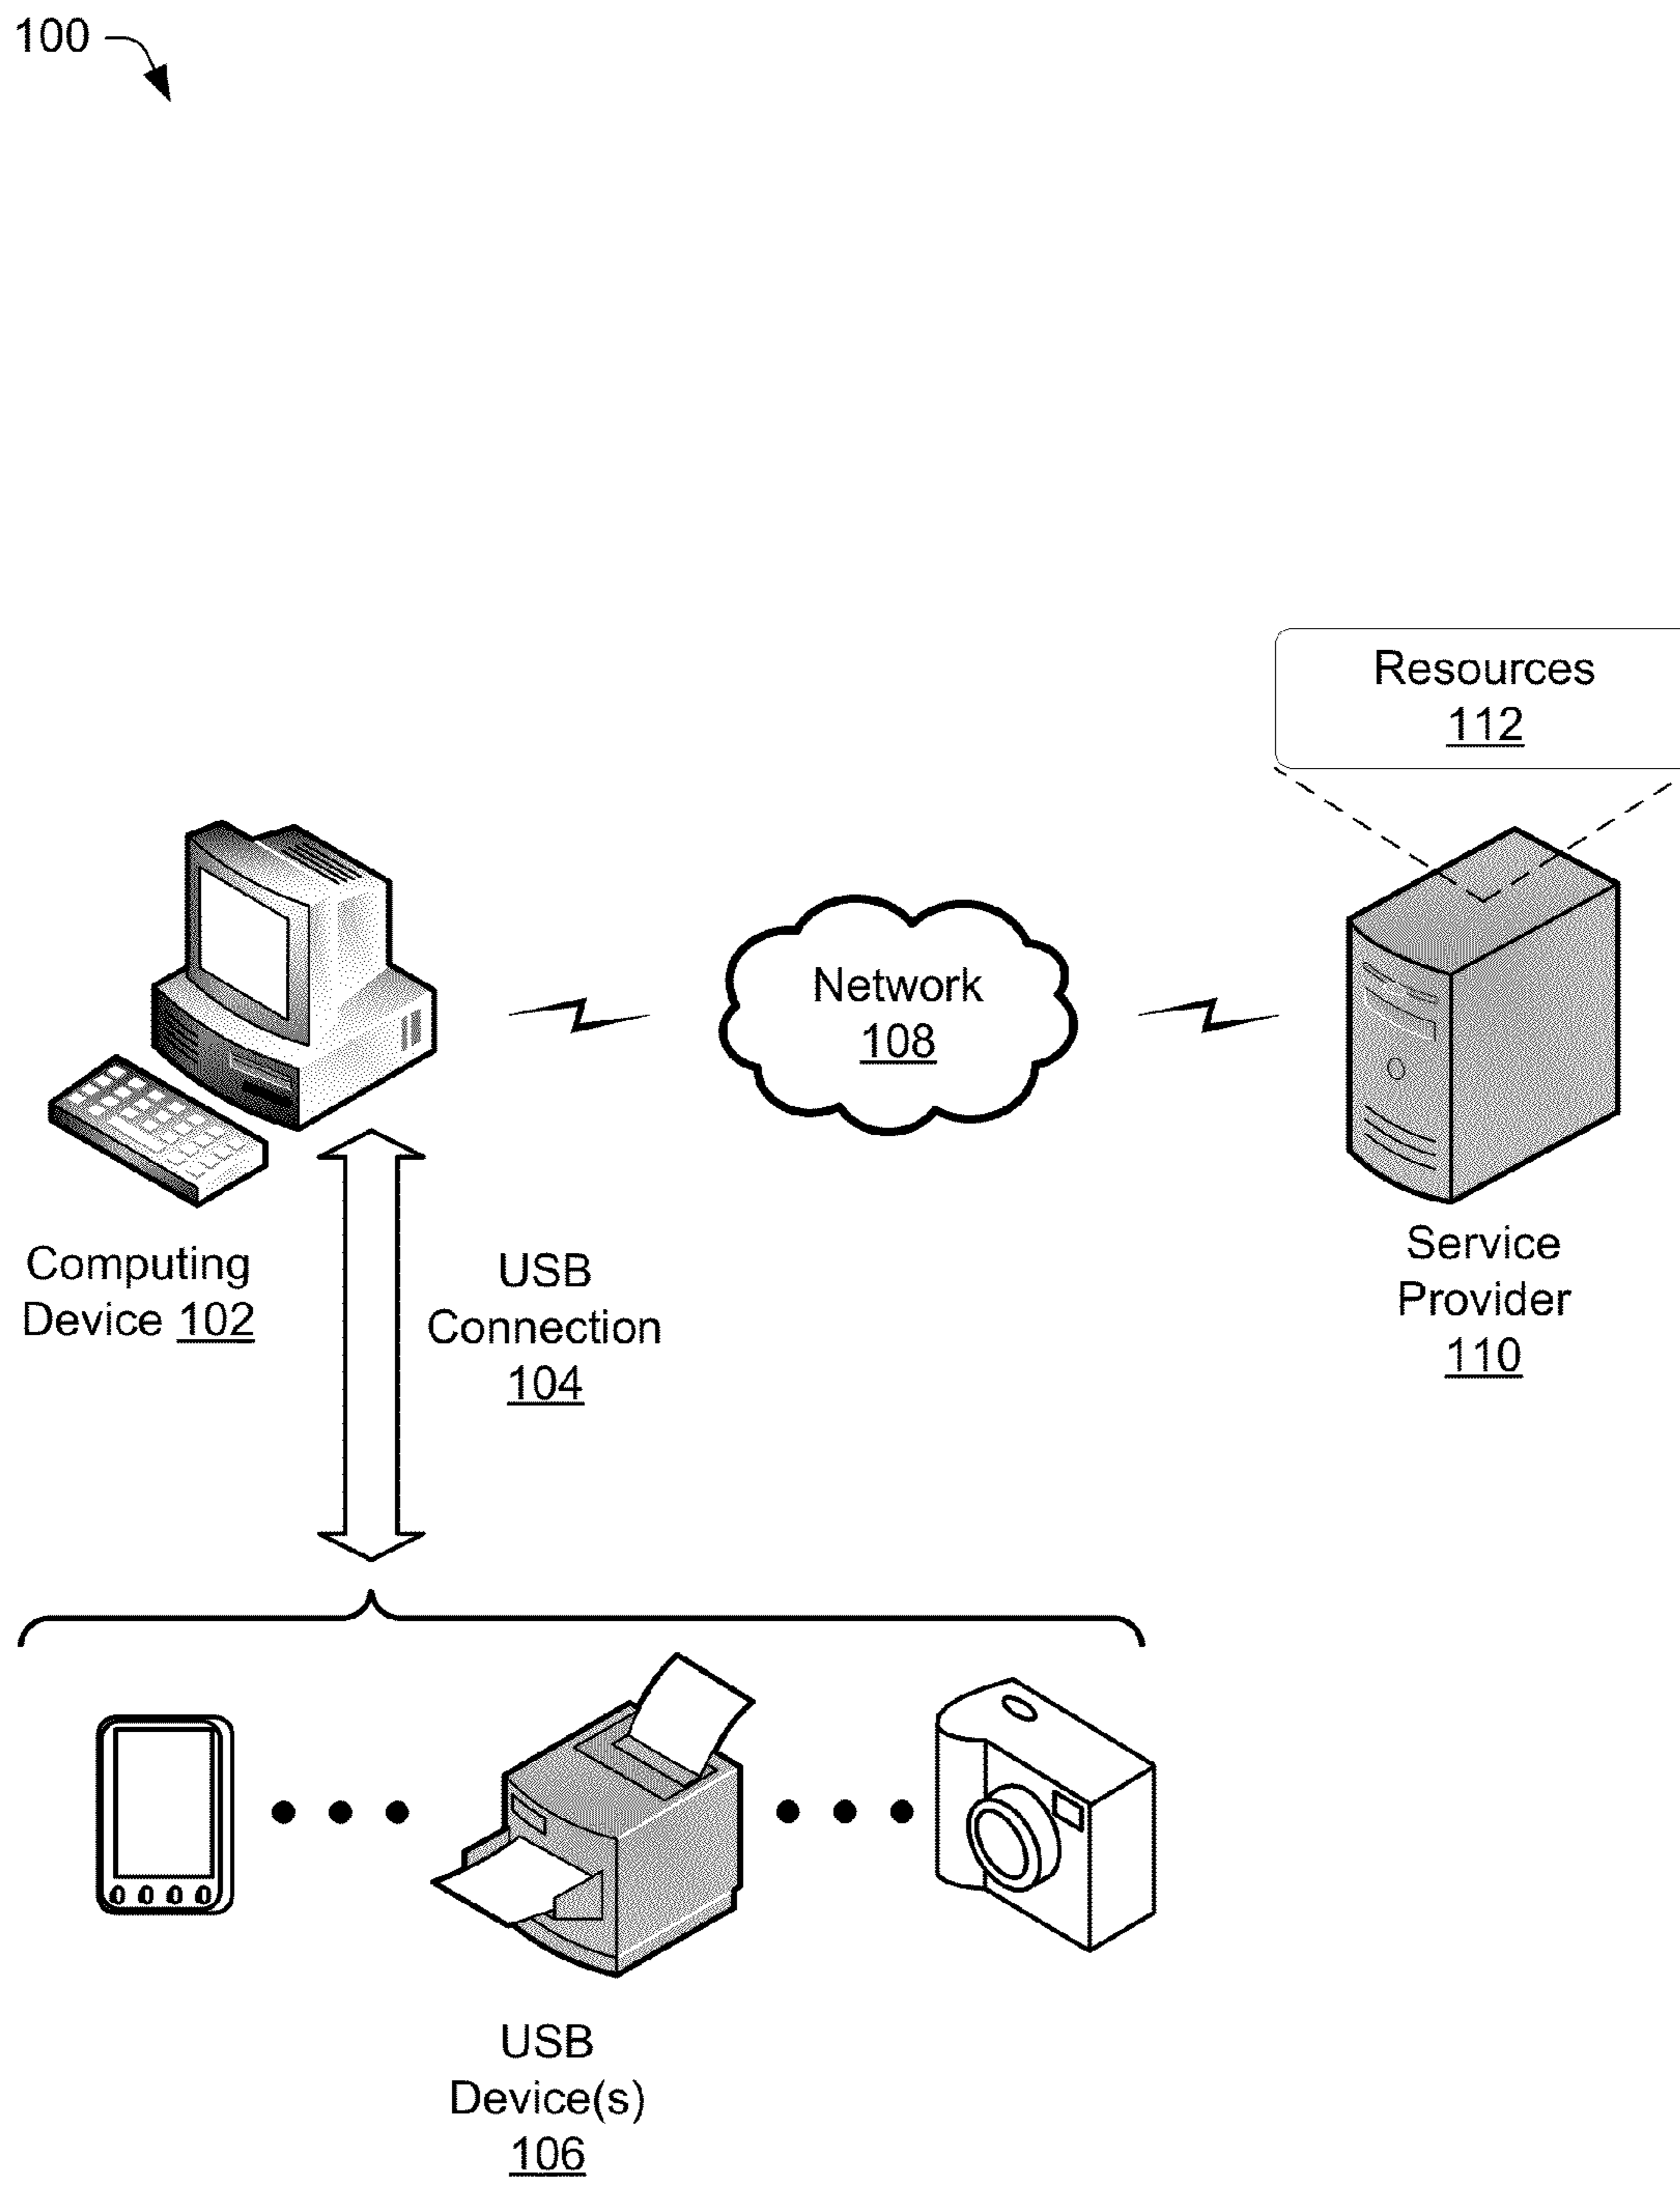 100
Resources
112
Network
108
Computing
Device 102
USB
Connection
104
Service
Provider
110
USB
Device(s)
106